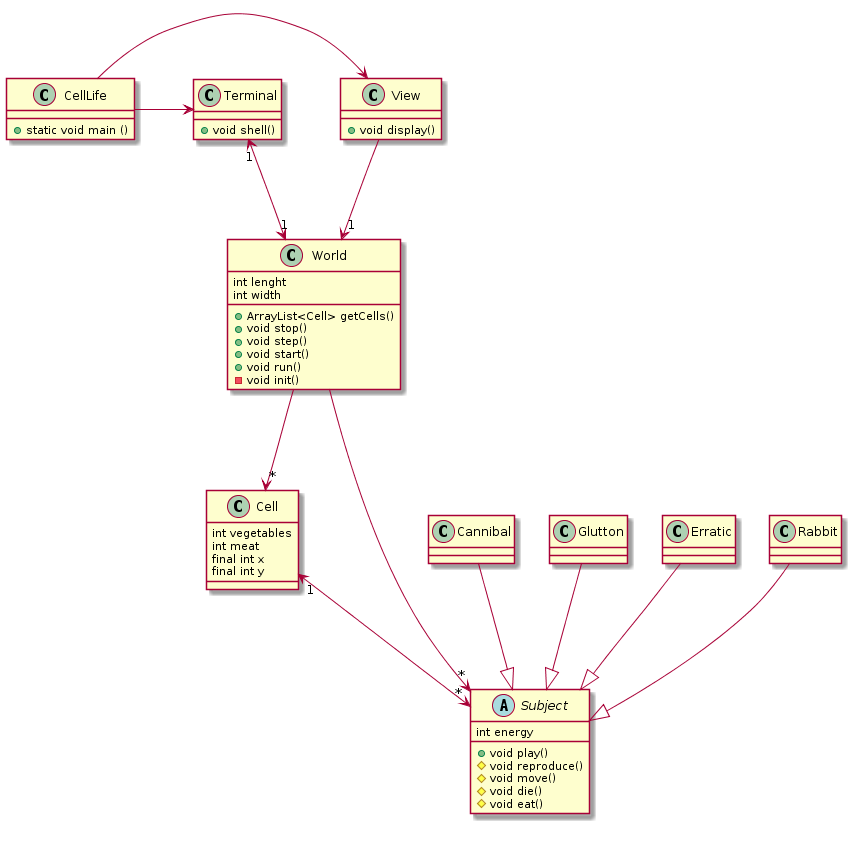 C CellLife
static void main ()
C Terminal
void shell()
C View
void display()
1
1
1
C World
int lenght
int width
ArrayList<Cell> getCells()
void stop()
void step()
void start()
void run()
void init()
*
C Cell
int vegetables
int meat
final int x
final int y
1
C Cannibal
C Glutton
C Erratic
C Rabbit
*
*
A Subject
int energy
void play()
void reproduce()
void move()
void die()
void eat()